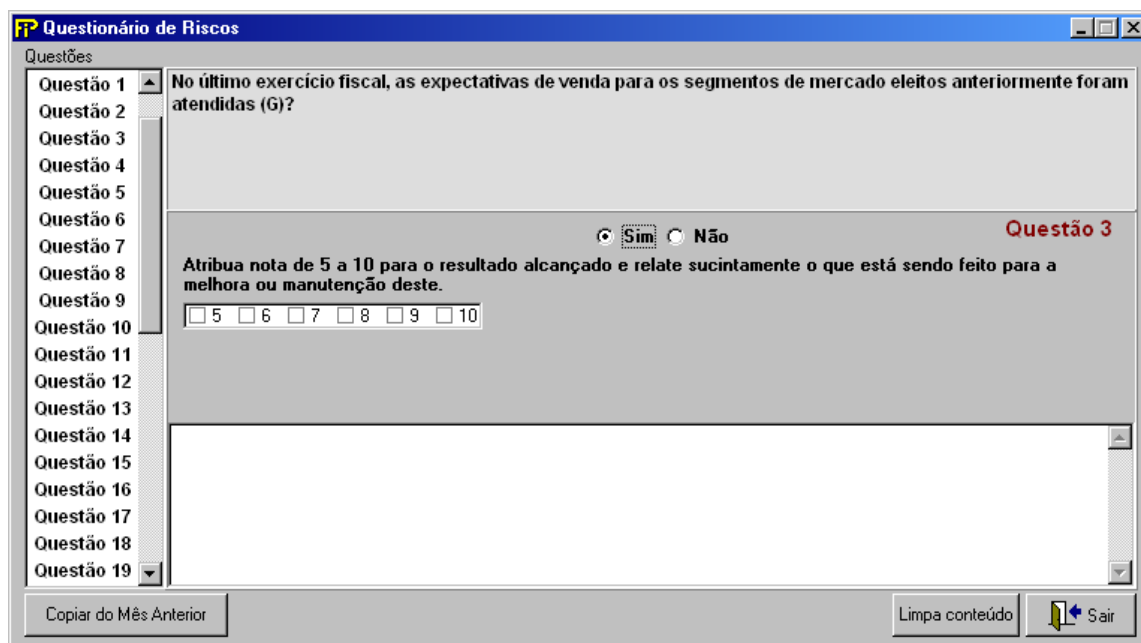 FIP Questionário de Riscos
Questões
Questão 1
Questão 2
Questão 3
Questão 4
Questão 5
Questão 6
Questão 7
Questão 8
Questão 9
Questão 10
Questão 11
Questão 12
Questão 13
Questão 14
Questão 15
Questão 16
Questão 17
Questão 18
Questão 19
No último exercício fiscal, as expectativas de venda para os segmentos de mercado eleitos anteriormente foram
atendidas (G)?
Sim Não
Questão 3
Atribua nota de 5 a 10 para o resultado alcançado e relate sucintamente o que está sendo feito para a
melhora ou manutenção deste.
5 6 7 8 9 10
Copiar do Mês Anterior
Limpa conteúdo
Sair